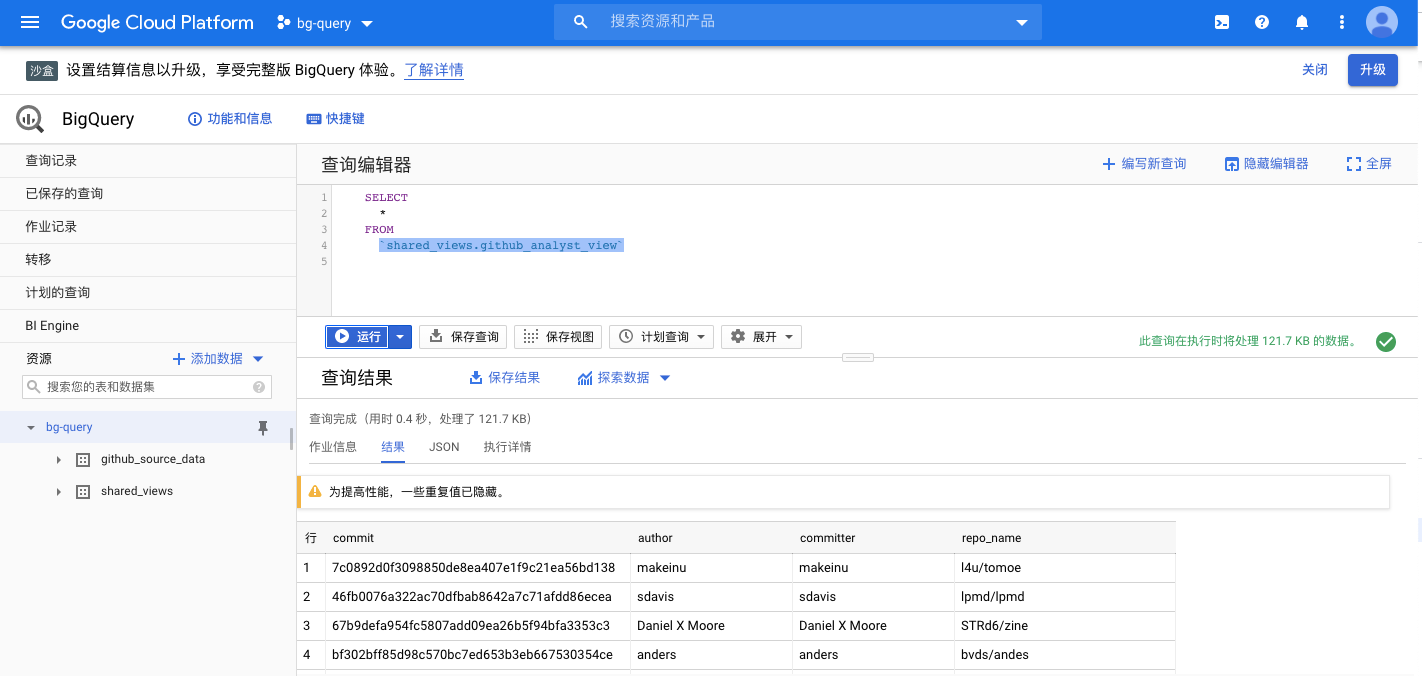 Google Cloud Platform
bg-query
搜索资源和产品
沙盒 设置结算信息以升级，享受完整版 BigQuery 体验。了解详情
关闭
升级
BigQuery
功能和信息
快捷键
查询记录
已保存的查询
作业记录
转移
计划的查询
BI Engine
资源
添加数据
搜索您的表和数据集
bg-query
github_source_data
shared_views
查询编辑器
编写新查询
隐藏编辑器
全屏
1 SELECT
2 *
3 FROM
4 `shared_views.github_analyst_view`
5
运行
保存查询
保存视图
计划查询
展开
此查询在执行时将处理 121.7 KB 的数据。
查询结果
保存结果
探索数据
查询完成（用时 0.4 秒，处理了 121.7 KB）
作业信息 结果 JSON 执行详情
为提高性能，一些重复值已隐藏。
行 commit author committer repo_name
1 7c0892d0f3098850de8ea407e1f9c21ea56bd138 makeinu makeinu l4u/tomoe
2 46fb0076a322ac70dfbab8642a7c71afdd86ecea sdavis sdavis lpmd/lpmd
3 67b9defa954fc5807add09ea26b5f94bfa3353c3 Daniel X Moore Daniel X Moore STRd6/zine
4 bf302bff85d98c570bc7ed653b3eb667530354ce anders anders bvds/andes